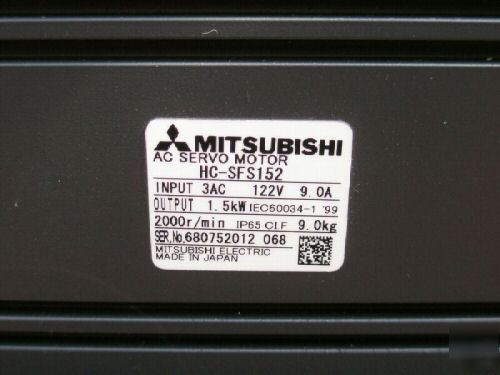 MITSUBISHI
AC SERVO MOTOR
HC-SFS152
INPUT 3AC 122V 9.0A
OUTPUT 1.5kW IEC60034-1 '99
2000r/min IP65 Cl.F 9.0kg
SER.No.680752012 068
MITSUBISHI ELECTRIC
MADE IN JAPAN